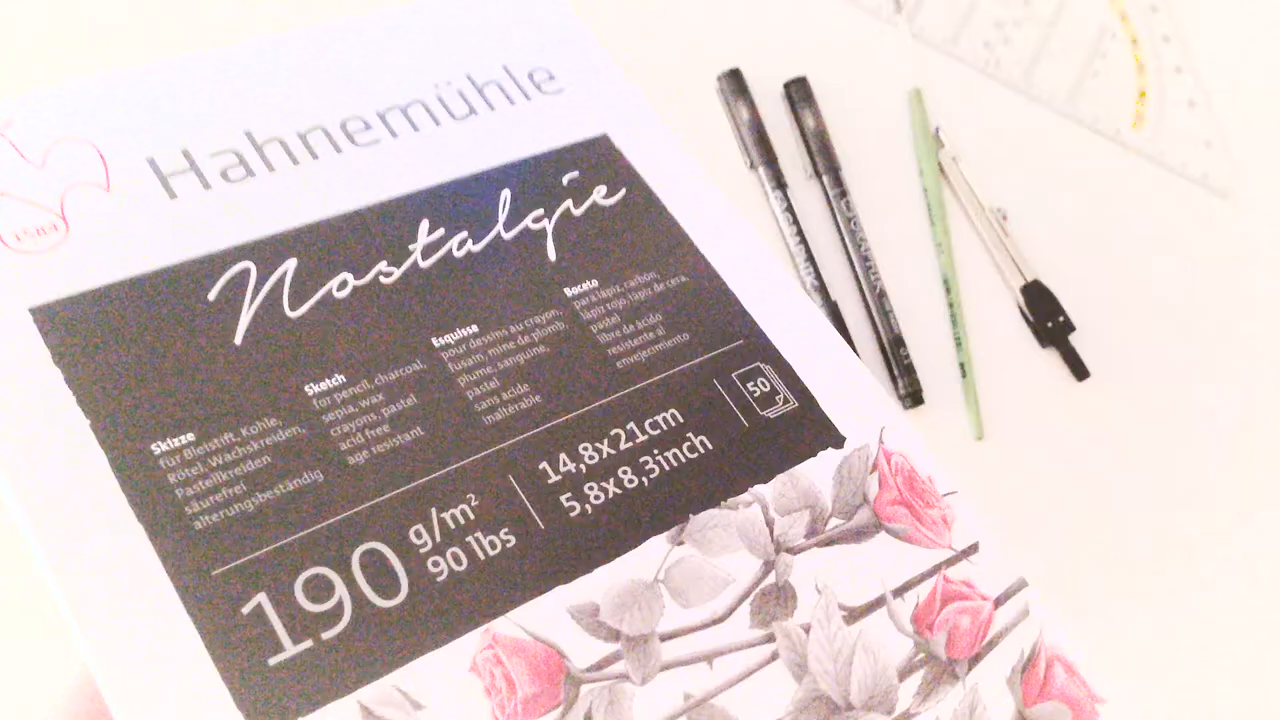 Hahnemühle
1584
Nostalgie
Skizze
für Bleistift, Kohle,
Rötel, Wachskreiden,
Pastellkreiden
säurefrei
alterungsbeständig
Sketch
for pencil, charcoal,
sepia, wax
crayons, pastel
acid free
age resistant
Esquisse
pour dessins au crayon,
fusain, mine de plomb,
plume, sanguine,
pastel
sans acide
inaltérable
Boceto
para lápiz, carbón,
lápiz rojo, lápiz de cera,
pastel
libre de ácido
resistente al
envejecimiento
190 g/m²
90 lbs
14,8x21cm
5,8x8,3inch
50
GRAPHIK
GRAPHIK